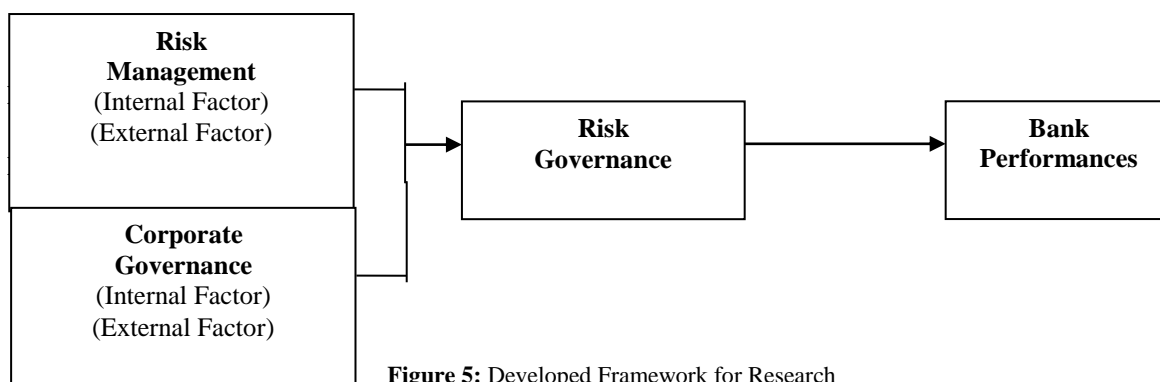 Risk
Management
(Internal Factor)
(External Factor)
Corporate
Governance
(Internal Factor)
(External Factor)
Risk
Governance
Bank
Performances
Figure 5: Developed Framework for Research